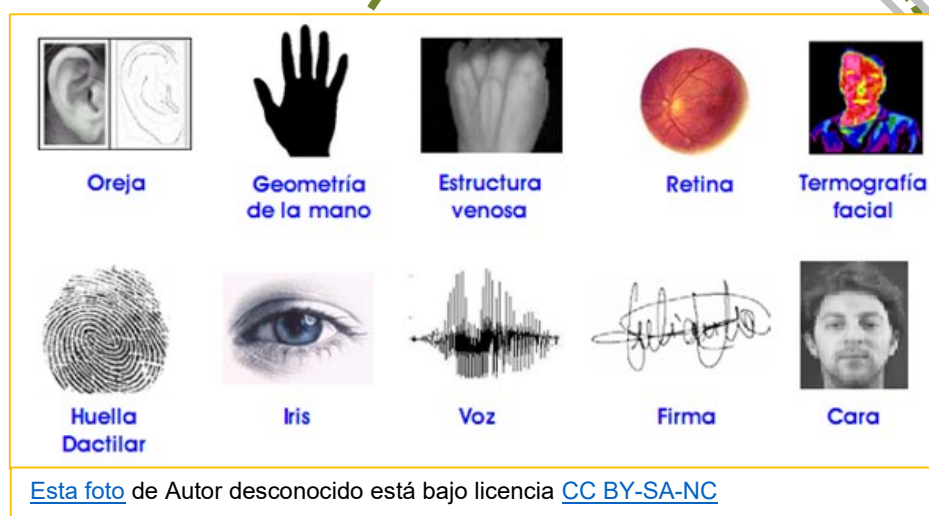 Oreja
Geometría
de la mano
Estructura
venosa
Retina
Termografía
facial
Huella
Dactilar
Iris
Voz
Firma
Cara
Esta foto de Autor desconocido está bajo licencia CC BY-SA-NC